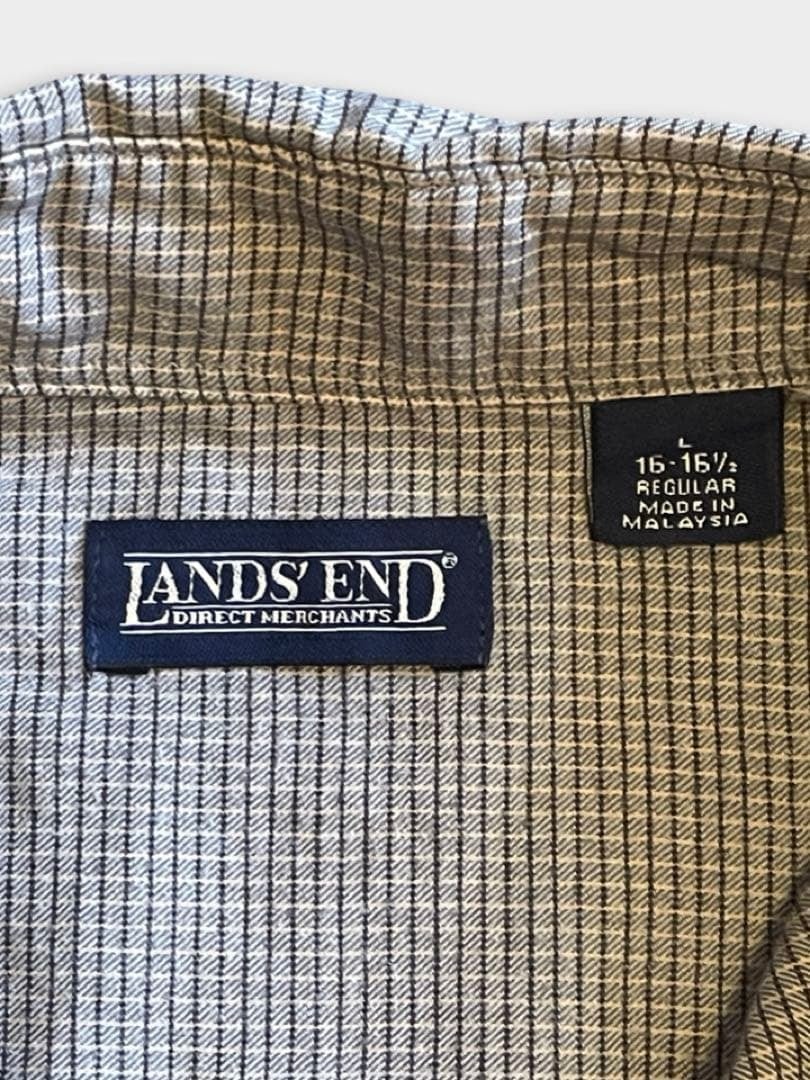 L
16-16½
REGULAR
MADE IN
MALAYSIA
LANDS' END®
DIRECT MERCHANTS